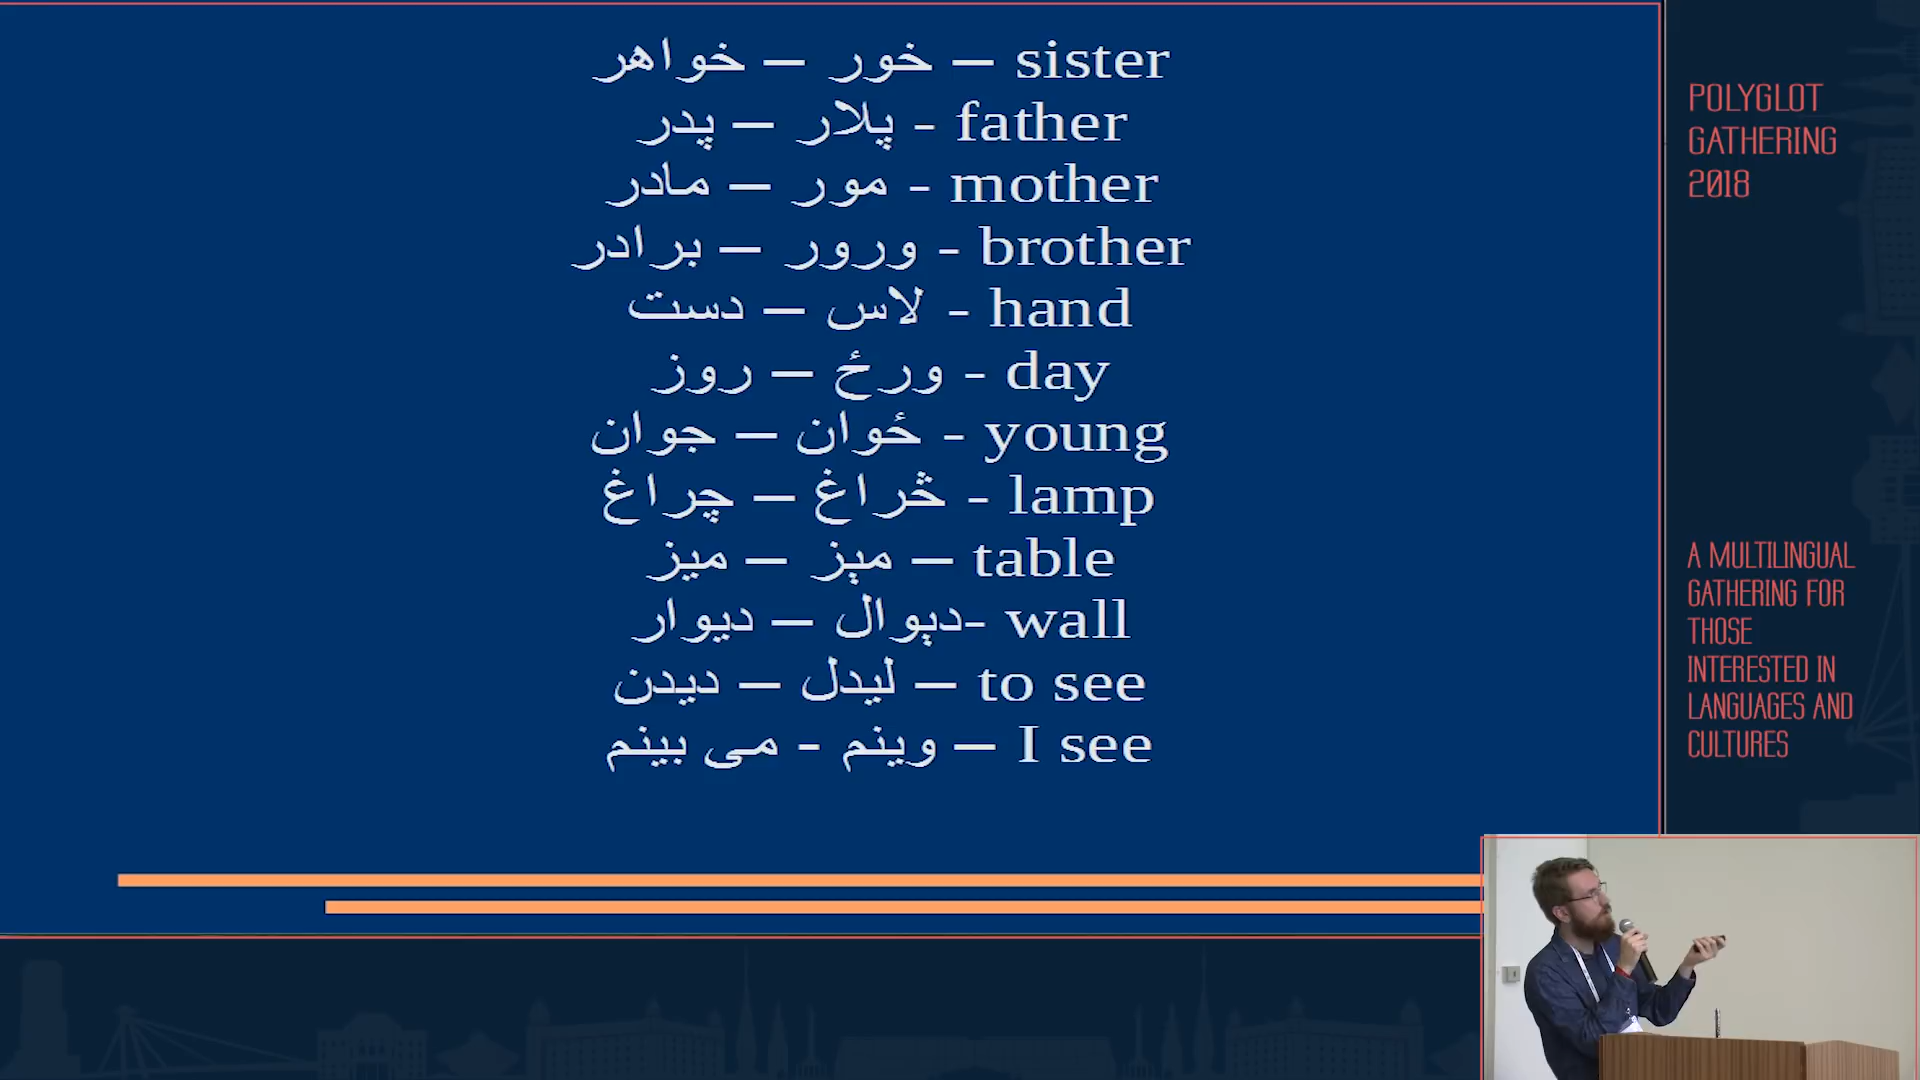 خواهر – خور – sister
پدر – پلار - father
مادر – مور - mother
برادر – ورور - brother
دست – لاس - hand
روز – ورځ - day
جوان – ځوان - young
چراغ – څراغ - lamp
میز – مېز – table
دیوار – دېوال- wall
دیدن – لیدل – to see
می بینم - وینم – I see
POLYGLOT
GATHERING
2018
A MULTILINGUAL
GATHERING FOR
THOSE
INTERESTED IN
LANGUAGES AND
CULTURES